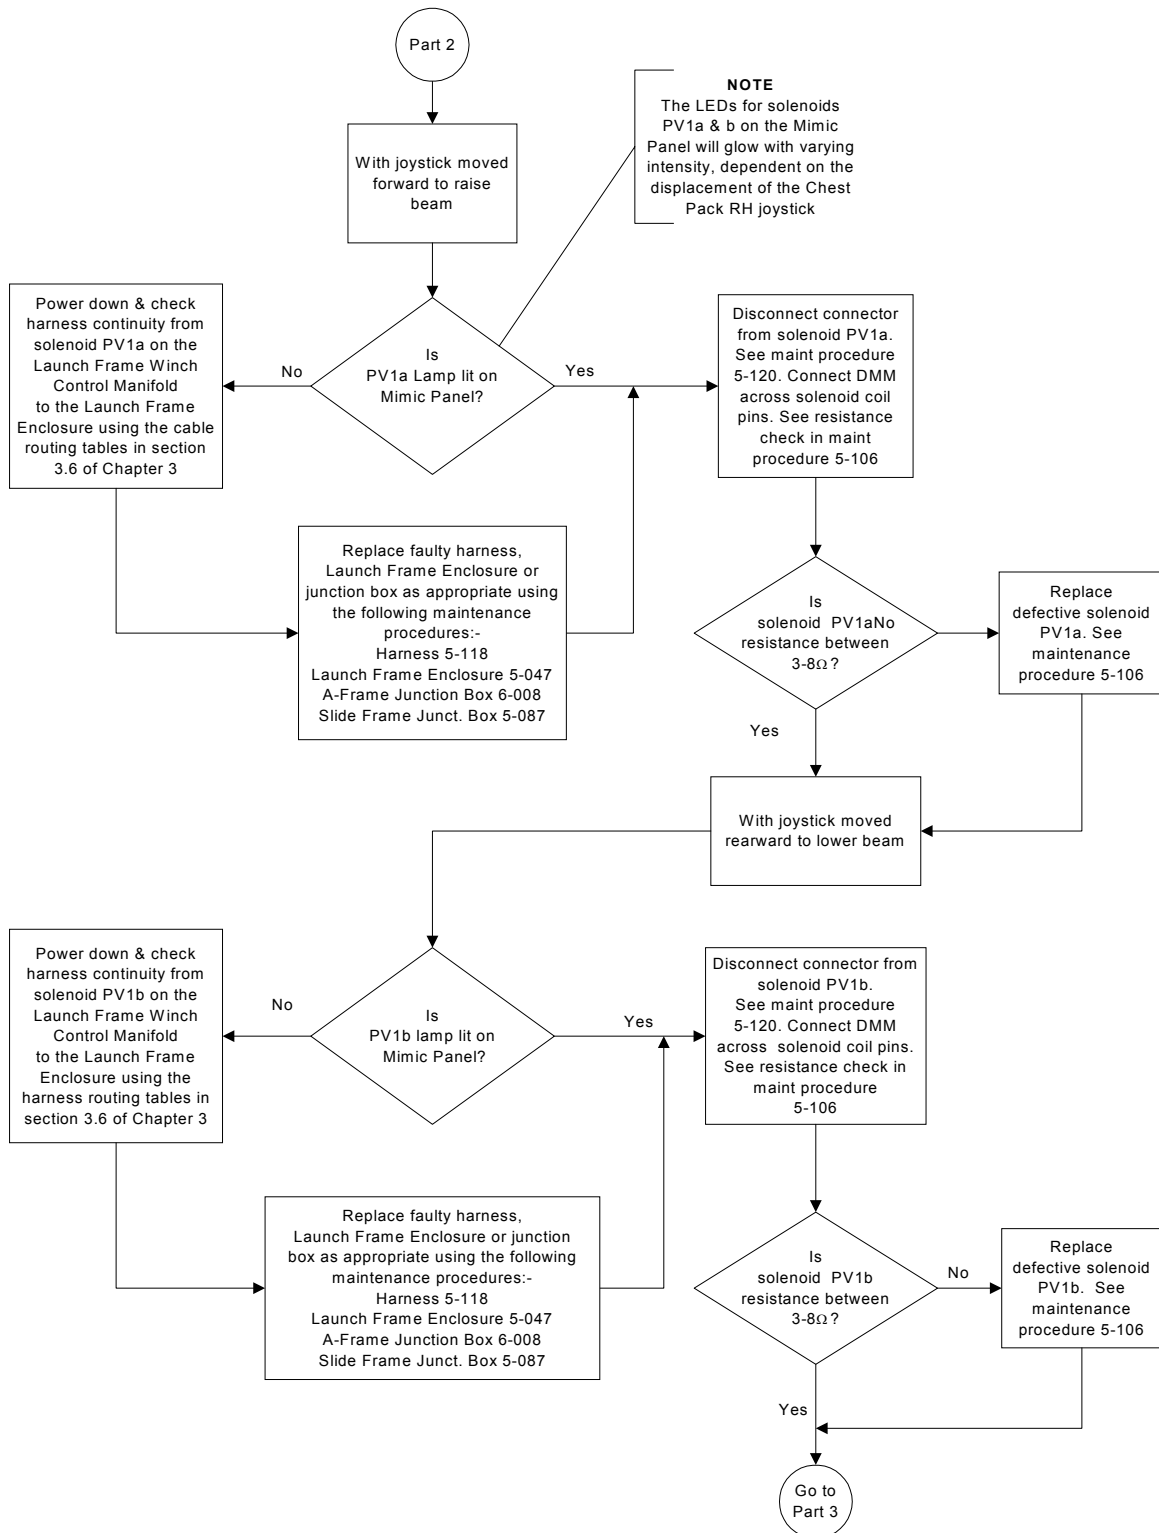 Part 2
NOTE
The LEDs for solenoids
PV1a & b on the Mimic
Panel will glow with varying
intensity, dependent on the
displacement of the Chest
Pack RH joystick
With joystick moved
forward to raise
beam
Power down & check
harness continuity from
solenoid PV1a on the
Launch Frame Winch
Control Manifold
to the Launch Frame
Enclosure using the cable
routing tables in section
3.6 of Chapter 3
No
Is
PV1a Lamp lit on
Mimic Panel?
Yes
Disconnect connector
from solenoid PV1a.
See maint procedure
5-120. Connect DMM
across solenoid coil
pins. See resistance
check in maint
procedure 5-106
Replace faulty harness,
Launch Frame Enclosure or
junction box as appropriate using
the following maintenance
procedures:-
Harness 5-118
Launch Frame Enclosure 5-047
A-Frame Junction Box 6-008
Slide Frame Junct. Box 5-087
Is
solenoid PV1aNo
resistance between
3-8Ω?
Replace
defective solenoid
PV1a. See
maintenance
procedure 5-106
Yes
With joystick moved
rearward to lower beam
Power down & check
harness continuity from
solenoid PV1b on the
Launch Frame Winch
Control Manifold
to the Launch Frame
Enclosure using the
harness routing tables in
section 3.6 of Chapter 3
No
Is
PV1b lamp lit on
Mimic Panel?
Yes
Disconnect connector from
solenoid PV1b.
See maint procedure
5-120. Connect DMM
across solenoid coil pins.
See resistance check in
maint procedure
5-106
Replace faulty harness,
Launch Frame Enclosure or junction
box as appropriate using the following
maintenance procedures:-
Harness 5-118
Launch Frame Enclosure 5-047
A-Frame Junction Box 6-008
Slide Frame Junct. Box 5-087
Is
solenoid PV1b
resistance between
3-8Ω?
No
Replace
defective solenoid
PV1b. See
maintenance
procedure 5-106
Yes
Go to
Part 3